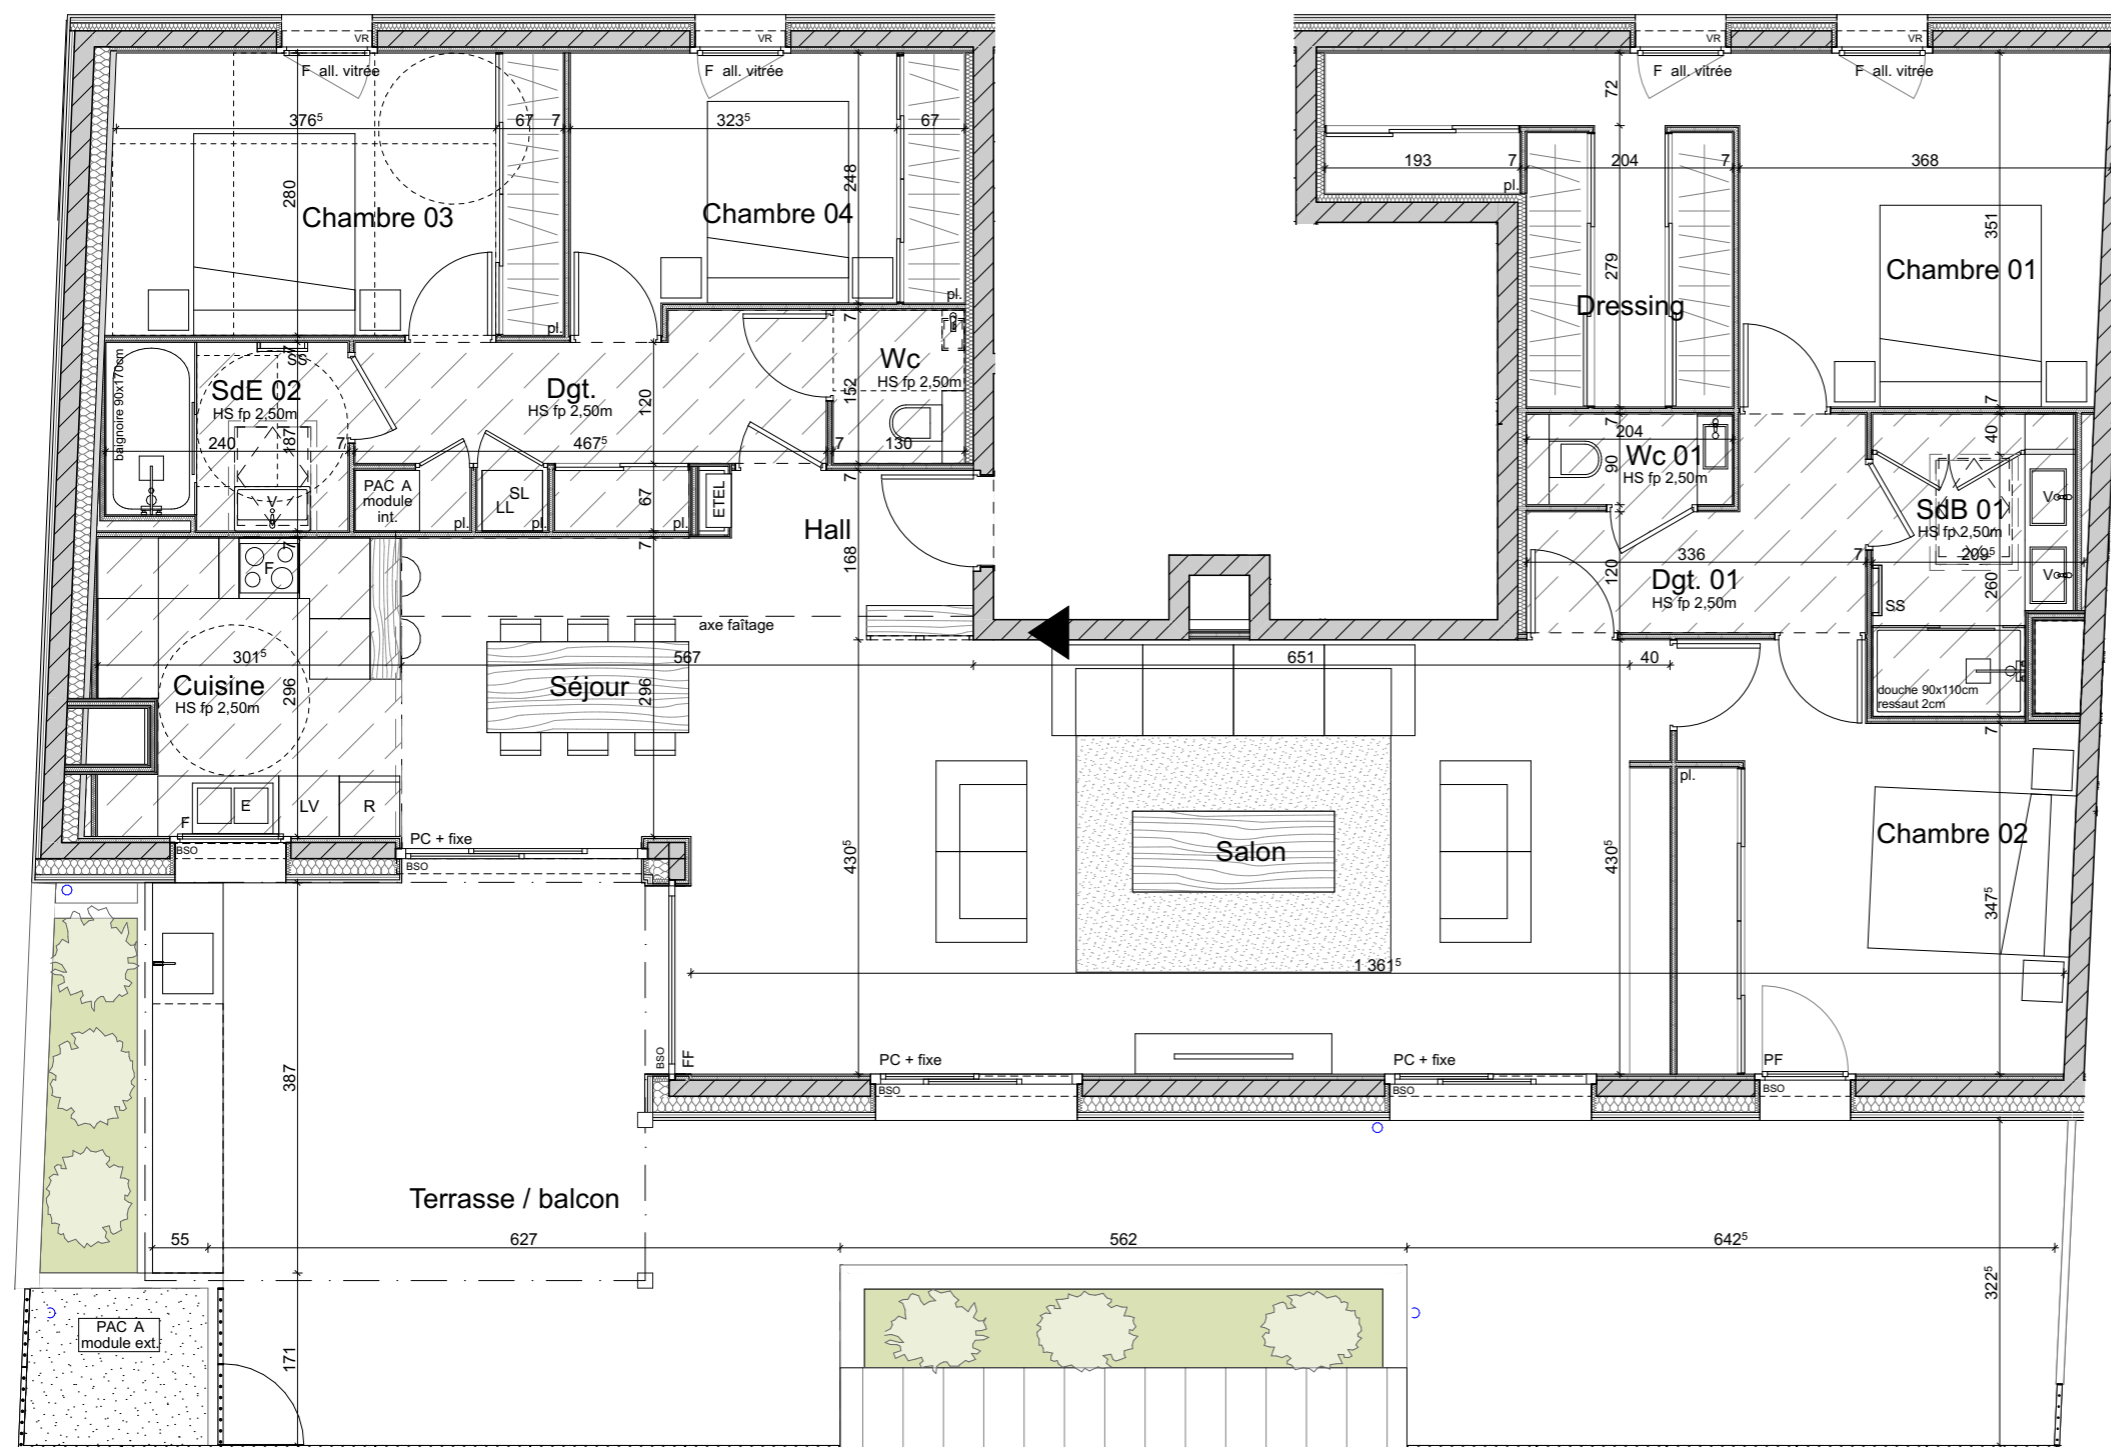 VR
VR
VR
VR
F all. vitrée
F all. vitrée
F all. vitrée
F all. vitrée
72
376⁵
67
7
323⁵
67
193
7
204
7
368
280
248
pl.
351
Chambre 03
Chambre 04
279
Chambre 01
Dressing
pl.
pl.
7
7
SS
baignoire 90x170cm
SdE 02
HS fp 2,50m
Dgt.
HS fp 2,50m
120
Wc
HS fp 2,50m
152
7
7
40
240
187
7
467⁵
7
130
204
90
Wc 01
HS fp 2,50m
V
PAC A
module
int.
pl.
SL
LL
pl.
67
pl.
ETEL
7
Hall
SdB 01
HS fp 2,50m
V
V
7
7
168
336
7
209⁵
120
Dgt. 01
HS fp 2,50m
260
SS
F
axe faîtage
301⁵
567
651
40
Cuisine
HS fp 2,50m
296
Séjour
296
douche 90x110cm
ressaut 2cm
7
pl.
E
LV
R
F
BSO
PC + fixe
BSO
430⁵
Salon
430⁵
Chambre 02
347⁵
1 361⁵
BSO
FF
PC + fixe
BSO
PC + fixe
BSO
PF
BSO
387
Terrasse / balcon
55
627
562
642⁵
322⁵
PAC A
module ext.
171